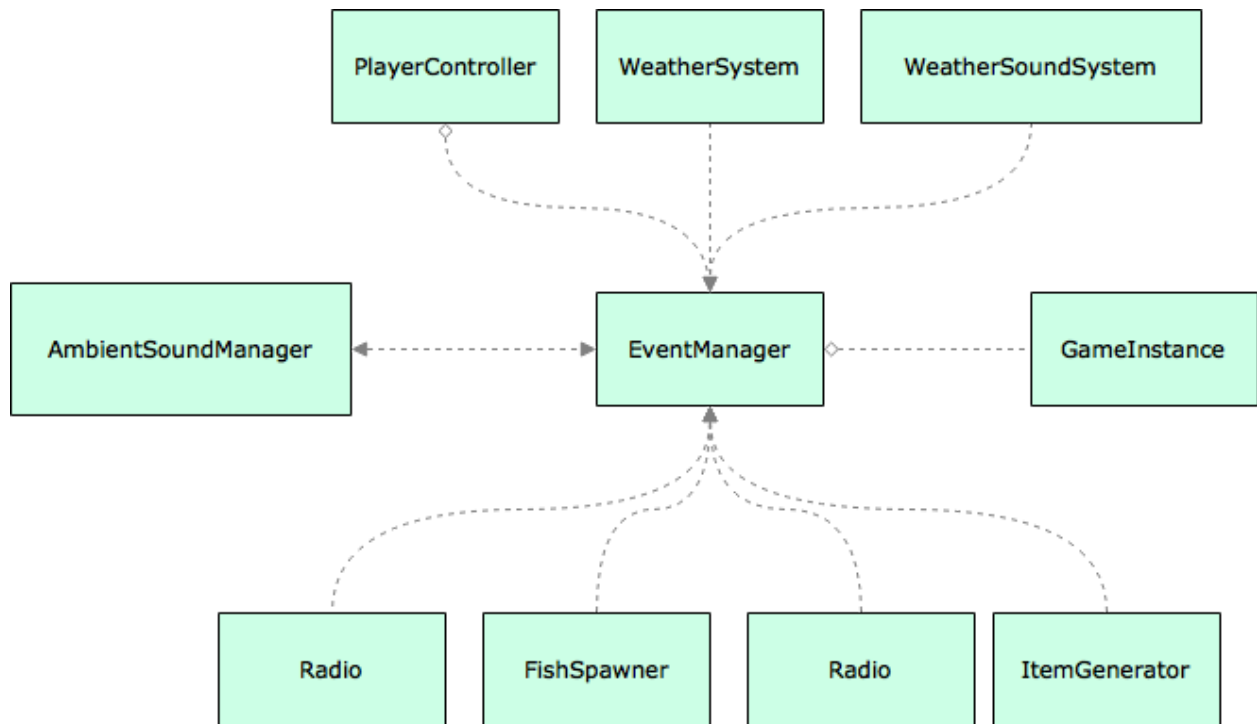 PlayerController
WeatherSystem
WeatherSoundSystem
AmbientSoundManager
EventManager
GameInstance
Radio
FishSpawner
Radio
ItemGenerator